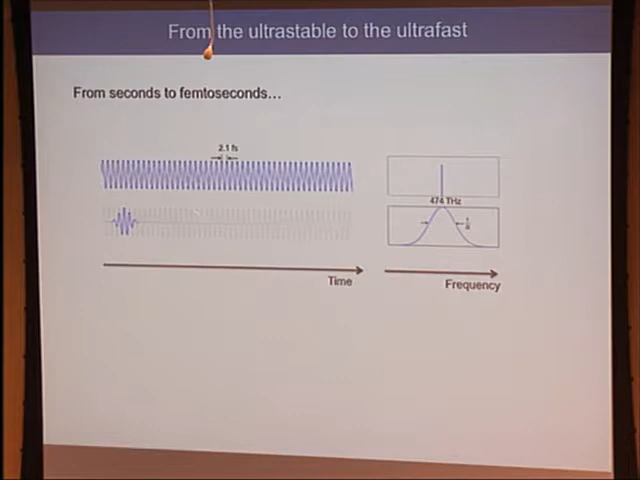 From the ultrastable to the ultrafast
From seconds to femtoseconds...
2.1 fs
474 THz
Time
Frequency